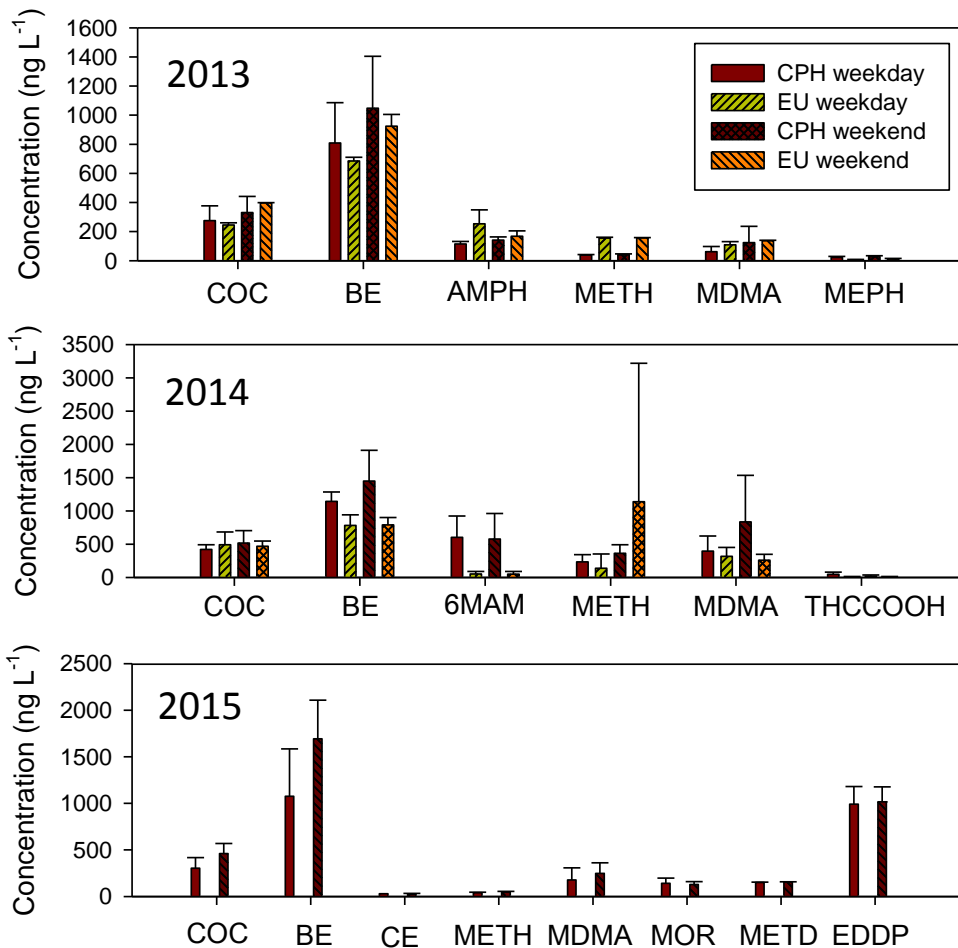 Concentration (ng L⁻¹)
1600
1400
1200
1000
800
600
400
200
0
2013
CPH weekday
EU weekday
CPH weekend
EU weekend
COC BE AMPH METH MDMA MEPH
Concentration (ng L⁻¹)
3500
3000
2500
2000
1500
1000
500
0
2014
COC BE 6MAM METH MDMA THCCOOH
Concentration (ng L⁻¹)
2500
2000
1500
1000
500
0
2015
COC BE CE METH MDMA MOR METD EDDP